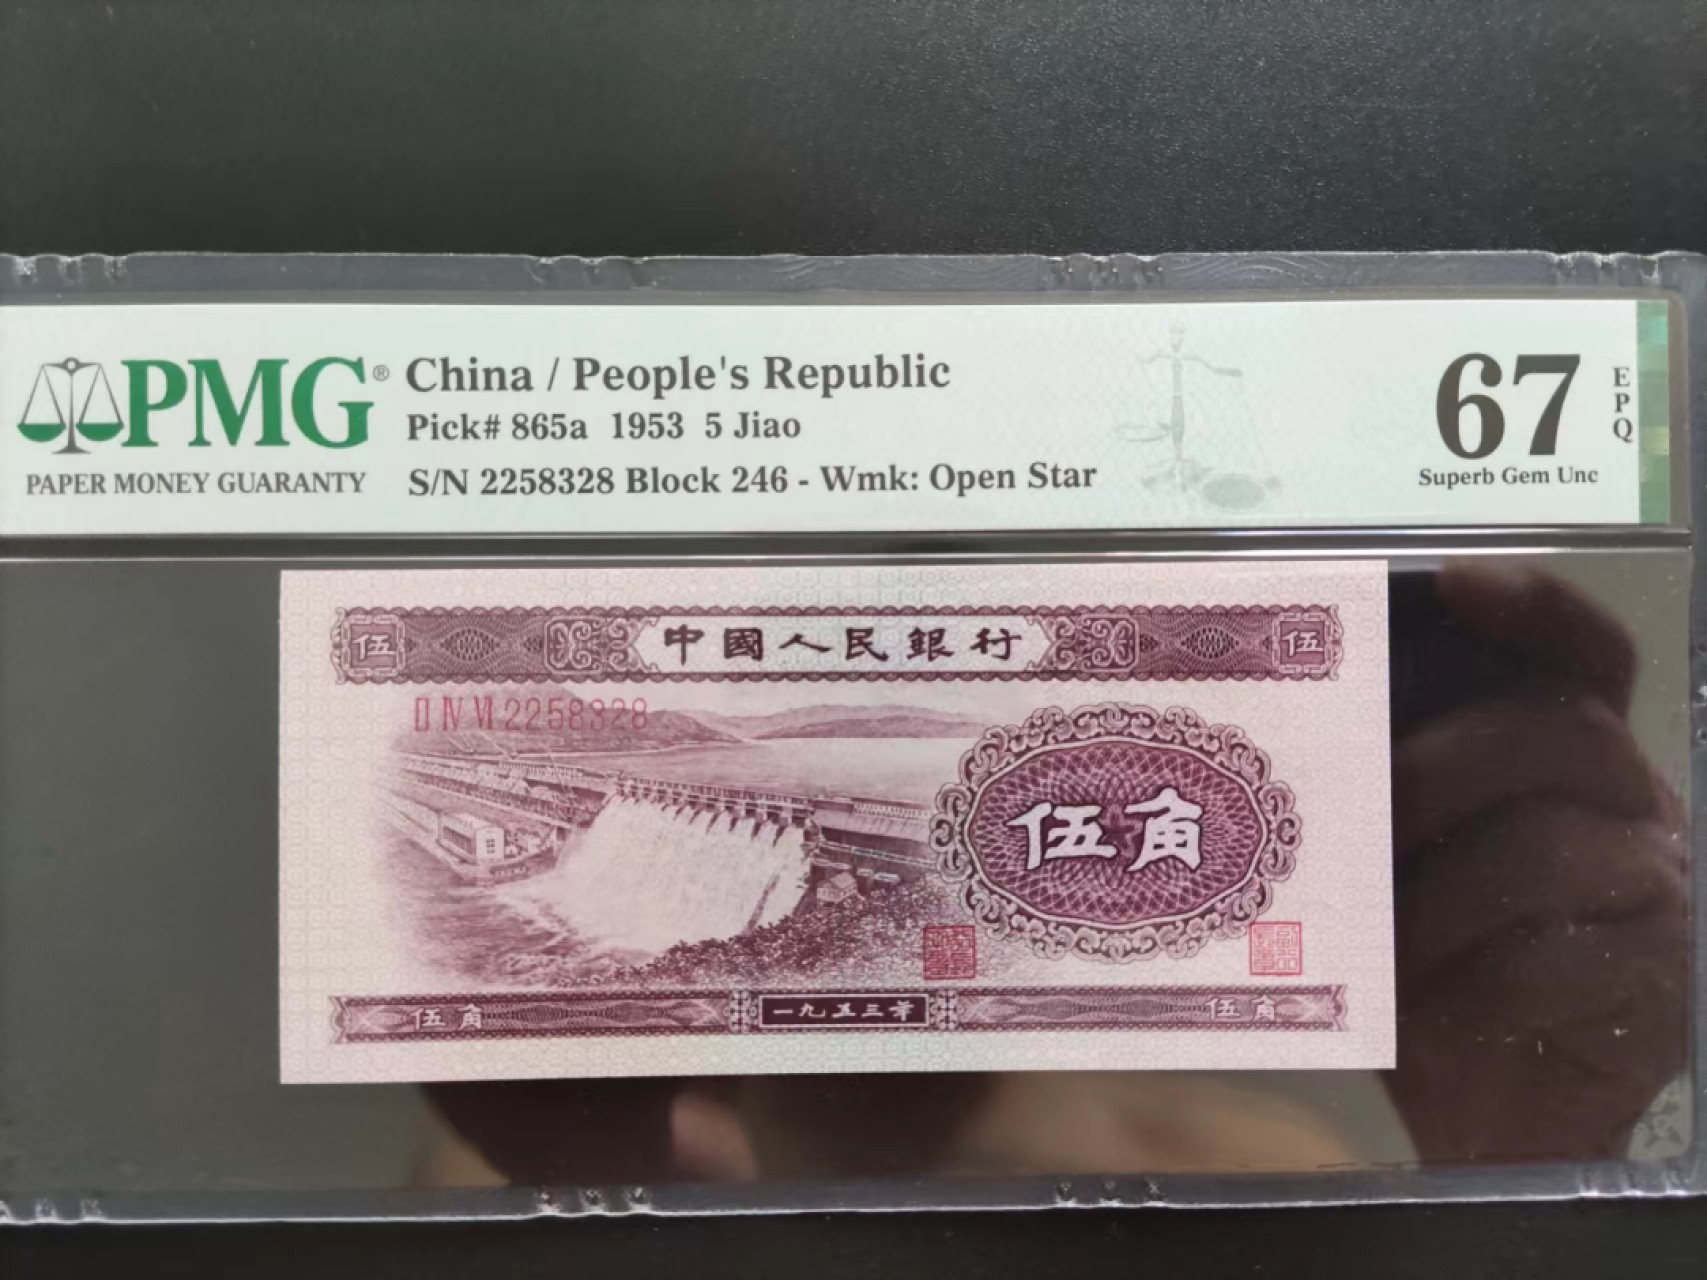 PMG®
PAPER MONEY GUARANTY
China / People's Republic
Pick# 865a 1953 5 Jiao
S/N 2258328 Block 246 - Wmk: Open Star
67
EPQ
Superb Gem Unc
伍 中國人民銀行 伍
II IV VI 2258328
伍角
伍角 一九五三年 伍角